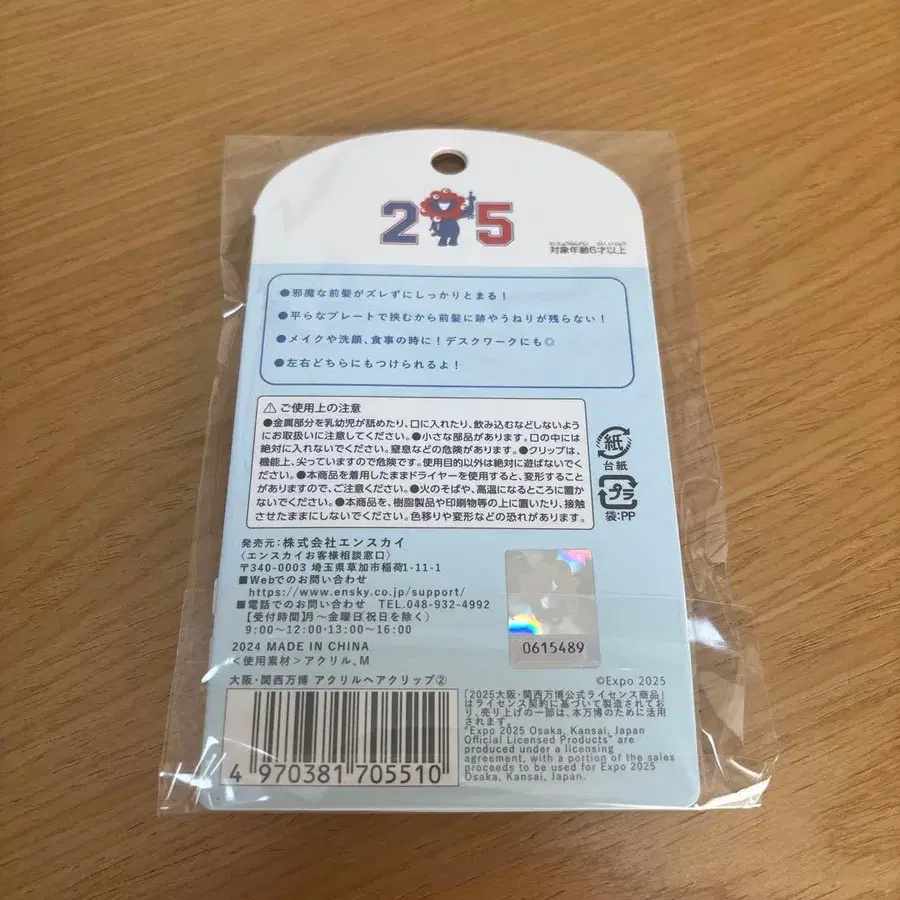 25
対象年齢6才以上
●邪魔な前髪がズレずにしっかりとまる！
●平らなプレートで挟むから前髪に跡やうねりが残らない！
●メイクや洗顔、食事の時に！デスクワークにも◎
●左右どちらにもつけられるよ！
⚠ ご使用上の注意
●金属部分を乳幼児が舐めたり、口に入れたり、飲み込むなどしないよう
にお取扱いに注意してください。●小さな部品があります。口の中には
絶対に入れないでください。窒息などの危険があります。●クリップは、
機能上、尖っていますので危険です。使用目的以外は絶対に遊ばないでく
ださい。●本商品を着用したままドライヤーを使用すると、変形すること
がありますので、ご注意ください。●火のそばや、高温になるところに置か
ないでください。●本商品を、樹脂製品や印刷物等の上に置いたり、接触
させたままにしないでください。色移りや変形などの恐れがあります。
紙
台紙
プラ
袋:PP
発売元：株式会社エンスカイ
〈エンスカイお客様相談窓口〉
〒340-0003 埼玉県草加市稲荷1-11-1
■Webでのお問い合わせ
https://www.ensky.co.jp/support/
■電話でのお問い合わせ TEL.048-932-4992
【受付時間】月～金曜日(祝日を除く)
9:00～12:00・13:00～16:00
2024 MADE IN CHINA
＜使用素材＞アクリル、M
大阪・関西万博 アクリルヘアクリップ②
0615489
©Expo 2025
「2025大阪・関西万博公式ライセンス商品」
はライセンス契約に基づいて製造されて
おり、売り上げの一部は、本万博のために活用
されます。
"Expo 2025 Osaka, Kansai, Japan
Official Licensed Products" are
produced under a licensing
agreement, with a portion of the sales
proceeds to be used for Expo 2025
Osaka, Kansai, Japan.
4 970381 705510